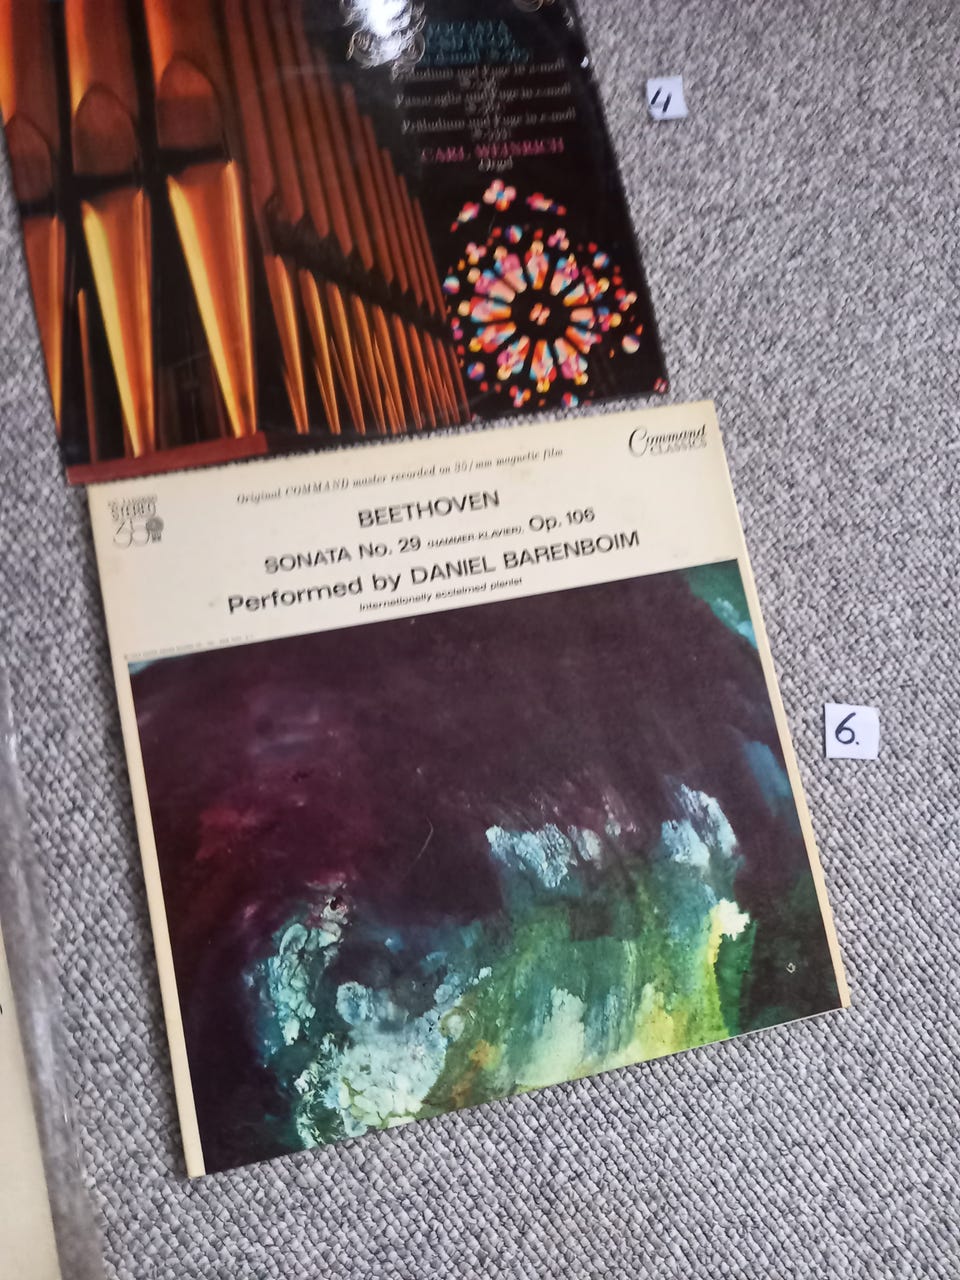 TOCCATA
Präludium und Fuge in a-moll
Passacaglia und Fuge in c-moll
Präludium und Fuge in e-moll
CARL WEINRICH
Orgel
4
Command
CLASSICS
Original COMMAND master recorded on 35/mm magnetic film
STEREO
35
BEETHOVEN
SONATA No. 29 (HAMMER-KLAVIER), Op. 106
Performed by DANIEL BARENBOIM
Internationally acclaimed pianist
6.